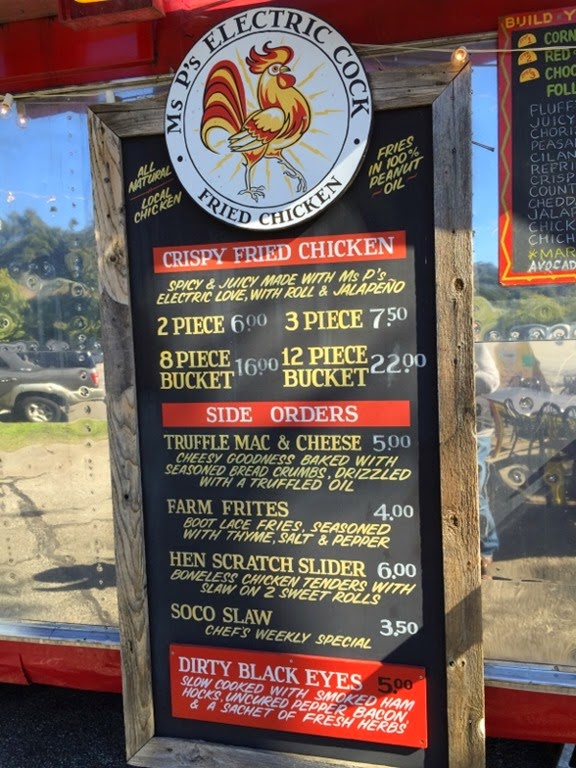 Ms P's ELECTRIC COCK
FRIED CHICKEN
ALL
NATURAL
LOCAL
CHICKEN
FRIES
IN 100%
PEANUT
OIL
CRISPY FRIED CHICKEN
SPICY & JUICY MADE WITH Ms P's
ELECTRIC LOVE, WITH ROLL & JALAPEÑO
2 PIECE 6.00 3 PIECE 7.50
8 PIECE BUCKET 16.00 12 PIECE BUCKET 22.00
SIDE ORDERS
TRUFFLE MAC & CHEESE 5.00
CHEESY GOODNESS BAKED WITH
SEASONED BREAD CRUMBS, DRIZZLED
WITH A TRUFFLED OIL
FARM FRITES 4.00
BOOT LACE FRIES, SEASONED
WITH THYME, SALT & PEPPER
HEN SCRATCH SLIDER 6.00
BONELESS CHICKEN TENDERS WITH
SLAW ON 2 SWEET ROLLS
SOCO SLAW 3.50
CHEF'S WEEKLY SPECIAL
DIRTY BLACK EYES 5.00
SLOW COOKED WITH SMOKED HAM
HOCKS, UNCURED PEPPER BACON
& A SACHET OF FRESH HERBS
BUILD Y
CORN
RED
CHOO
FOLL
FLUFF
JUICY
CHORI
PEASA
CILAN
REFRI
CRISP
COUNT
CHEDD
JALAP
CHICK
CHICH
*MAR
AVOCAD